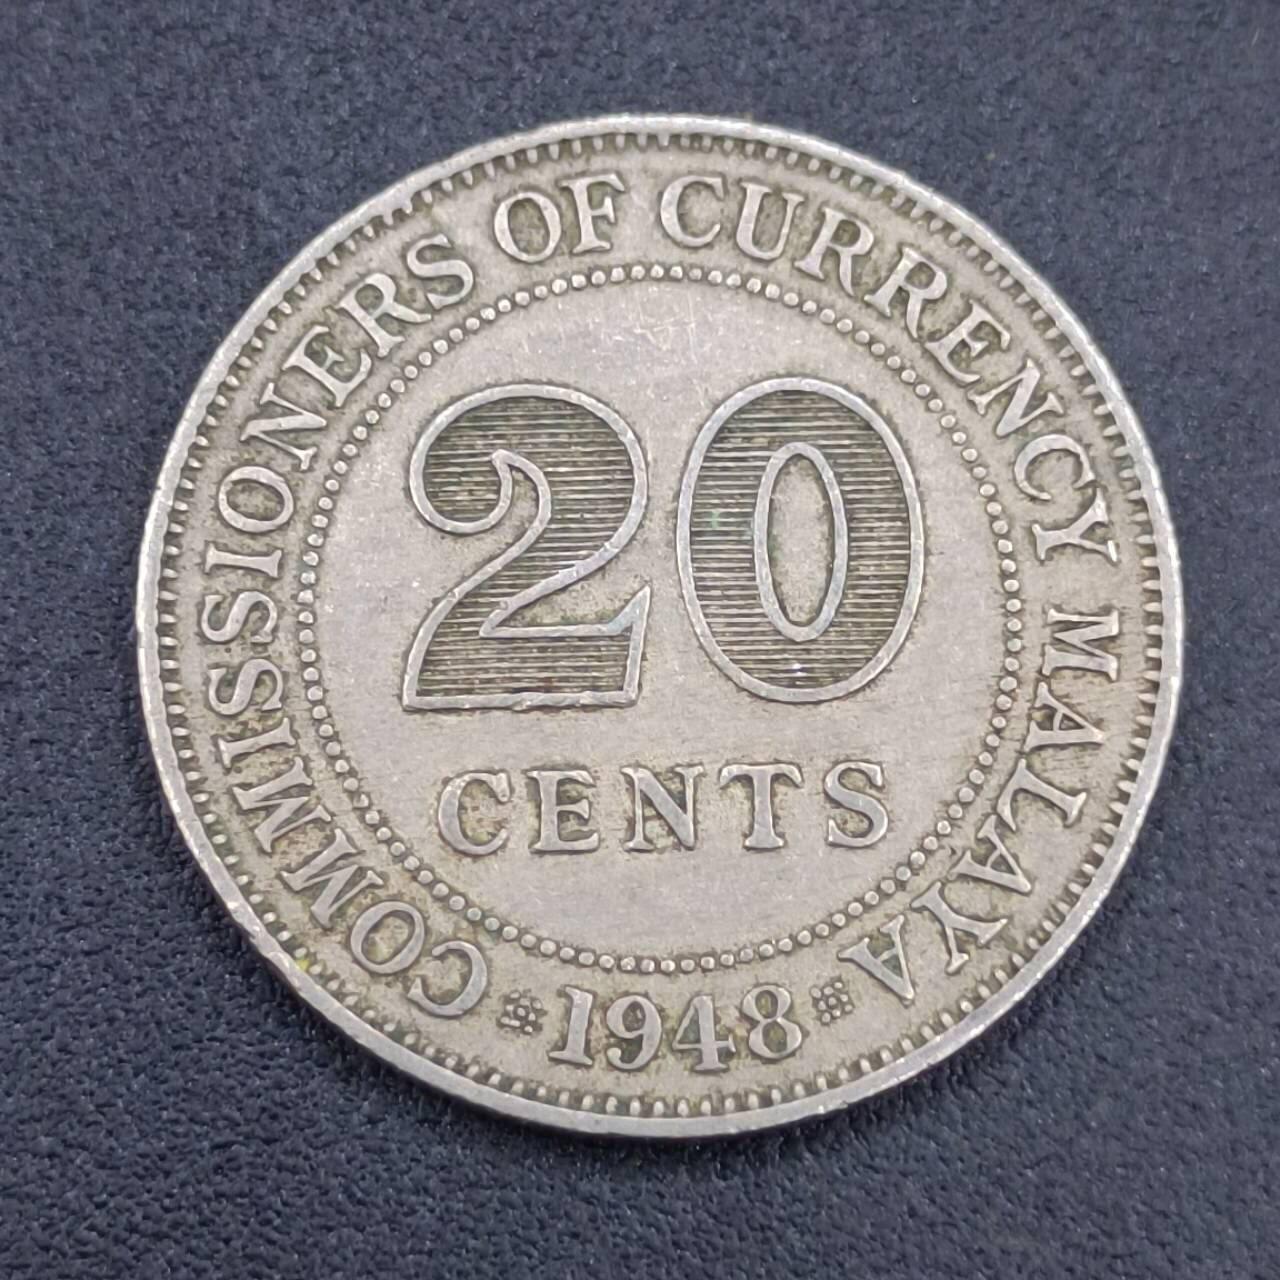 COMMISSIONERS OF CURRENCY MALAYA
20
CENTS
1948